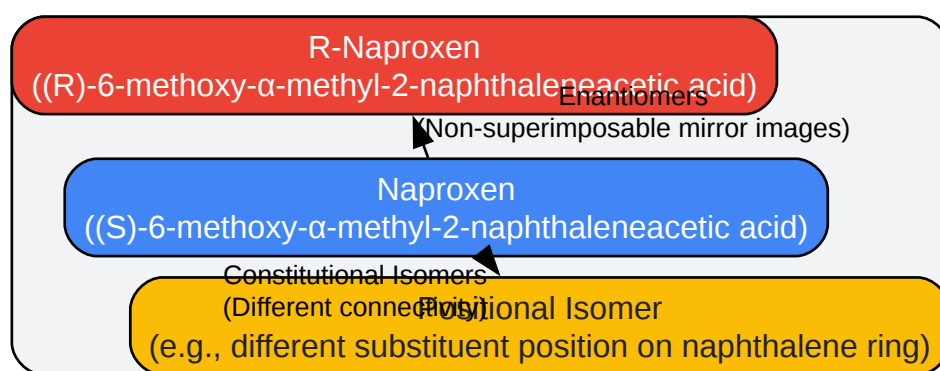 R-Naproxen
((R)-6-methoxy-α-methyl-2-naphthaleneacetic acid)
Enantiomers
(Non-superimposable mirror images)
Naproxen
((S)-6-methoxy-α-methyl-2-naphthaleneacetic acid)
Constitutional Isomers
(Different connectivity)
Positional Isomer
(e.g., different substituent position on naphthalene ring)